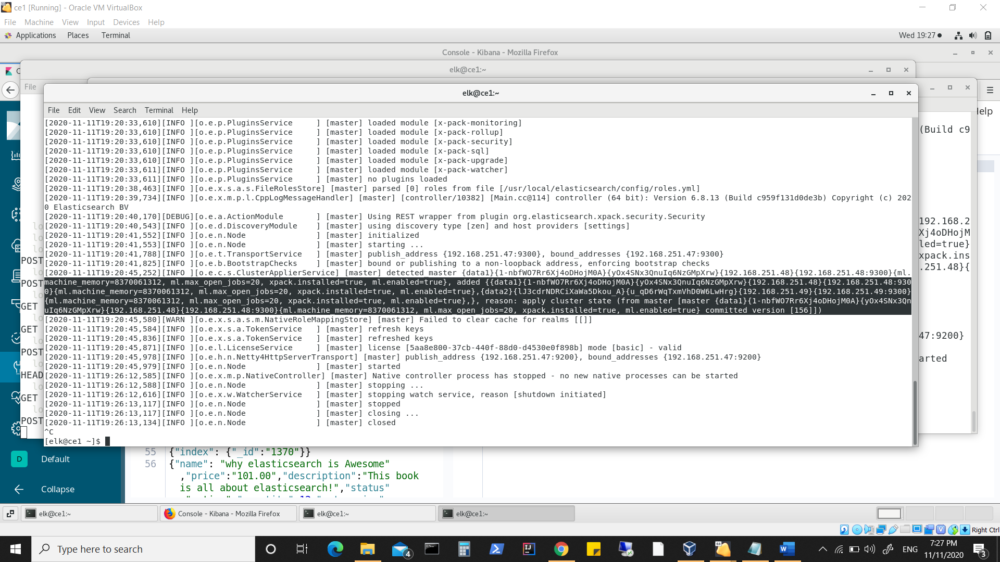 ce1 [Running] - Oracle VM VirtualBox
File Machine View Input Devices Help
Applications Places Terminal Wed 19:27
Console - Kibana - Mozilla Firefox
elk@ce1:~
File
elk@ce1:~
File Edit View Search Terminal Help
[2020-11-11T19:20:33,610][INFO ][o.e.p.PluginsService     ] [master] loaded module [x-pack-monitoring]
[2020-11-11T19:20:33,610][INFO ][o.e.p.PluginsService     ] [master] loaded module [x-pack-rollup]
[2020-11-11T19:20:33,610][INFO ][o.e.p.PluginsService     ] [master] loaded module [x-pack-security]
[2020-11-11T19:20:33,610][INFO ][o.e.p.PluginsService     ] [master] loaded module [x-pack-sql]
[2020-11-11T19:20:33,610][INFO ][o.e.p.PluginsService     ] [master] loaded module [x-pack-upgrade]
[2020-11-11T19:20:33,611][INFO ][o.e.p.PluginsService     ] [master] loaded module [x-pack-watcher]
[2020-11-11T19:20:33,611][INFO ][o.e.p.PluginsService     ] [master] no plugins loaded
[2020-11-11T19:20:38,463][INFO ][o.e.x.s.a.s.FileRolesStore] [master] parsed [0] roles from file [/usr/local/elasticsearch/config/roles.yml]
[2020-11-11T19:20:39,734][INFO ][o.e.x.m.p.l.CppLogMessageHandler] [master] [controller/10382] [Main.cc@114] controller (64 bit): Version 6.8.13 (Build c959f131d0de3b) Copyright (c) 202
0 Elasticsearch BV
[2020-11-11T19:20:40,170][DEBUG][o.e.a.ActionModule       ] [master] Using REST wrapper from plugin org.elasticsearch.xpack.security.Security
[2020-11-11T19:20:40,543][INFO ][o.e.d.DiscoveryModule    ] [master] using discovery type [zen] and host providers [settings]
[2020-11-11T19:20:41,552][INFO ][o.e.n.Node               ] [master] initialized
[2020-11-11T19:20:41,553][INFO ][o.e.n.Node               ] [master] starting ...
[2020-11-11T19:20:41,788][INFO ][o.e.t.TransportService   ] [master] publish_address {192.168.251.47:9300}, bound_addresses {192.168.251.47:9300}
[2020-11-11T19:20:41,825][INFO ][o.e.b.BootstrapChecks    ] [master] bound or publishing to a non-loopback address, enforcing bootstrap checks
[2020-11-11T19:20:45,252][INFO ][o.e.c.s.ClusterApplierService] [master] detected_master {data1}{1-nbfWO7Rr6Xj4oDHojM0A}{yOx4SNx3QnuIq6NzGMpXrw}{192.168.251.48}{192.168.251.48:9300}{ml.
machine_memory=8370061312, ml.max_open_jobs=20, xpack.installed=true, ml.enabled=true}, added {{data1}{1-nbfWO7Rr6Xj4oDHojM0A}{yOx4SNx3QnuIq6NzGMpXrw}{192.168.251.48}{192.168.251.48:930
0}{ml.machine_memory=8370061312, ml.max_open_jobs=20, xpack.installed=true, ml.enabled=true},{data2}{lJ3cdrNDRCiXaWa5Dkou_A}{u_qD6rWqTxmVhD0W6LwHrg}{192.168.251.49}{192.168.251.49:9300}
{ml.machine_memory=8370061312, ml.max_open_jobs=20, xpack.installed=true, ml.enabled=true},}, reason: apply cluster state (from master [master {data1}{1-nbfWO7Rr6Xj4oDHojM0A}{yOx4SNx3Qn
uIq6NzGMpXrw}{192.168.251.48}{192.168.251.48:9300}{ml.machine_memory=8370061312, ml.max_open_jobs=20, xpack.installed=true, ml.enabled=true} committed version [156]])
[2020-11-11T19:20:45,580][WARN ][o.e.x.s.a.s.m.NativeRoleMappingStore] [master] Failed to clear cache for realms [[]]
[2020-11-11T19:20:45,584][INFO ][o.e.x.s.a.TokenService   ] [master] refresh keys
[2020-11-11T19:20:45,836][INFO ][o.e.x.s.a.TokenService   ] [master] refreshed keys
[2020-11-11T19:20:45,871][INFO ][o.e.l.LicenseService     ] [master] license [5aa8e800-37cb-440f-88d0-d4530e0f898b] mode [basic] - valid
[2020-11-11T19:20:45,978][INFO ][o.e.h.n.Netty4HttpServerTransport] [master] publish_address {192.168.251.47:9200}, bound_addresses {192.168.251.47:9200}
[2020-11-11T19:20:45,979][INFO ][o.e.n.Node               ] [master] started
[2020-11-11T19:26:12,585][INFO ][o.e.x.m.p.NativeController] [master] Native controller process has stopped - no new native processes can be started
[2020-11-11T19:26:12,588][INFO ][o.e.n.Node               ] [master] stopping ...
[2020-11-11T19:26:12,616][INFO ][o.e.x.w.WatcherService   ] [master] stopping watch service, reason [shutdown initiated]
[2020-11-11T19:26:13,117][INFO ][o.e.n.Node               ] [master] stopped
[2020-11-11T19:26:13,117][INFO ][o.e.n.Node               ] [master] closing ...
[2020-11-11T19:26:13,134][INFO ][o.e.n.Node               ] [master] closed
^C
[elk@ce1 ~]$
lo
lo
lo
POST
lo
POST
GET
GET
lo
POST
lo
HEAD
lo
GET
lo
POST
elp
(Build c9
192.168.2
Xj4oDHojM
led=true}
xpack.ins
.251.48}{
47:9200}
arted
55 {"index": {"_id":"1370"}}
56 {"name": "why elasticsearch is Awesome"
,"price":"101.00","description":"This book
is all about elasticsearch!","status"
D Default
Collapse
elk@ce1:~ Console - Kibana - Mozilla Firefox elk@ce1:~ elk@ce1:~
Right Ctrl
Type here to search
4
ENG
7:27 PM
11/11/2020
3